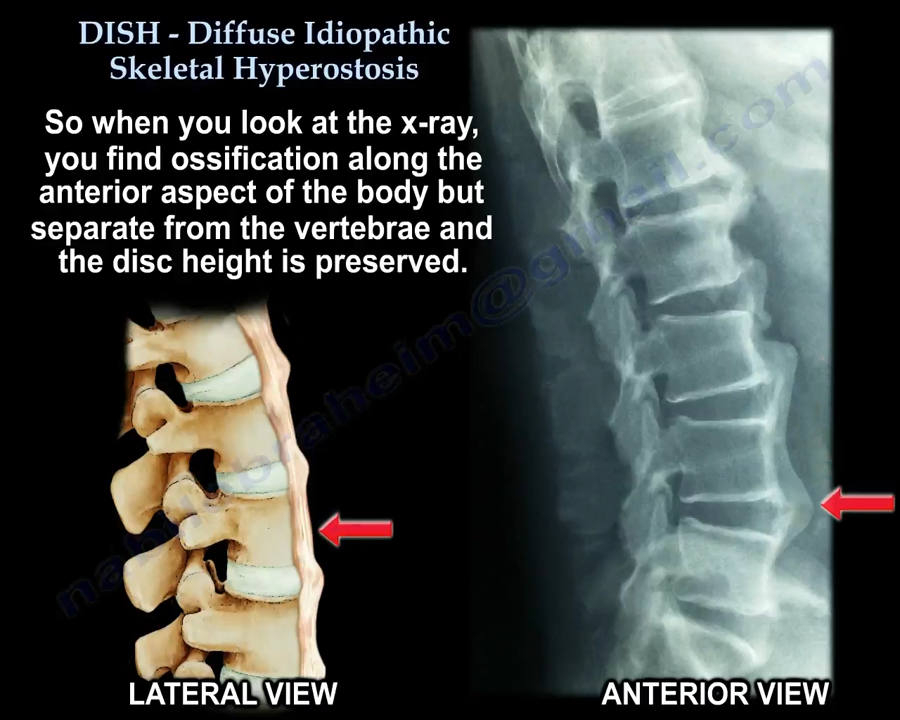 DISH - Diffuse Idiopathic
Skeletal Hyperostosis
So when you look at the x-ray,
you find ossification along the
anterior aspect of the body but
separate from the vertebrae and
the disc height is preserved.
LATERAL VIEW
ANTERIOR VIEW